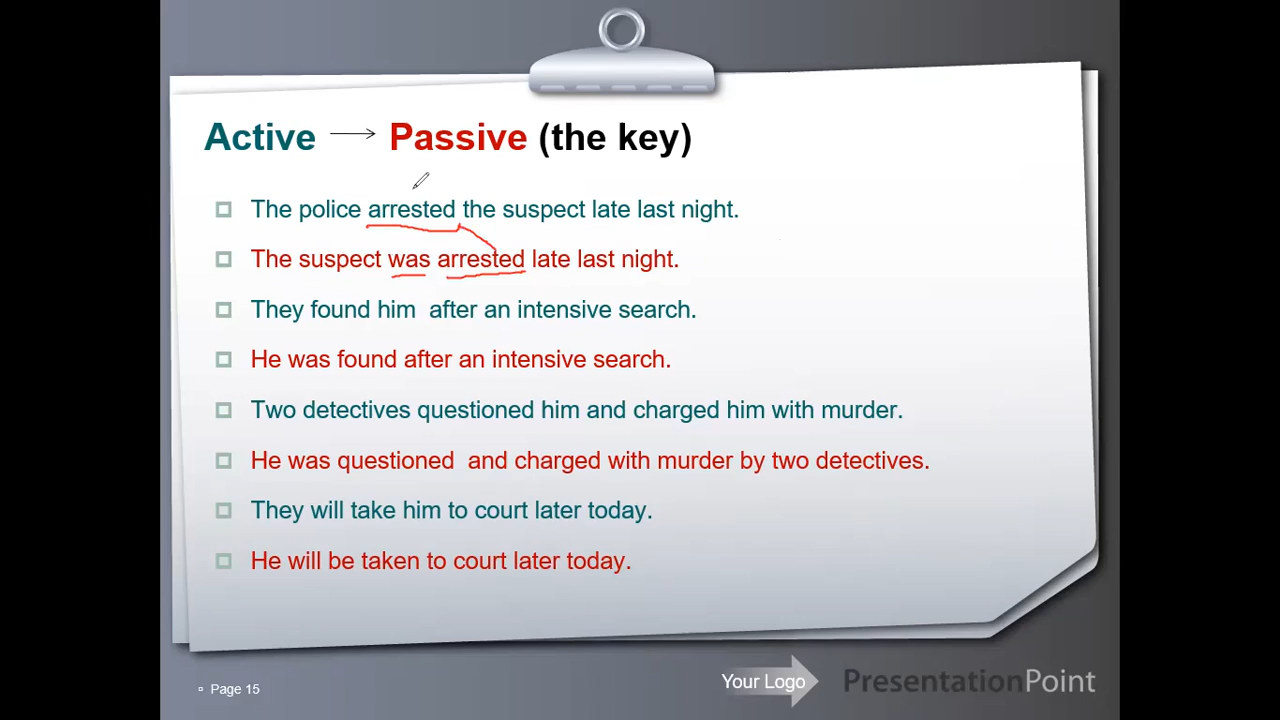 Active → Passive (the key)
The police arrested the suspect late last night.
The suspect was arrested late last night.
They found him after an intensive search.
He was found after an intensive search.
Two detectives questioned him and charged him with murder.
He was questioned and charged with murder by two detectives.
They will take him to court later today.
He will be taken to court later today.
Page 15
Your Logo
PresentationPoint